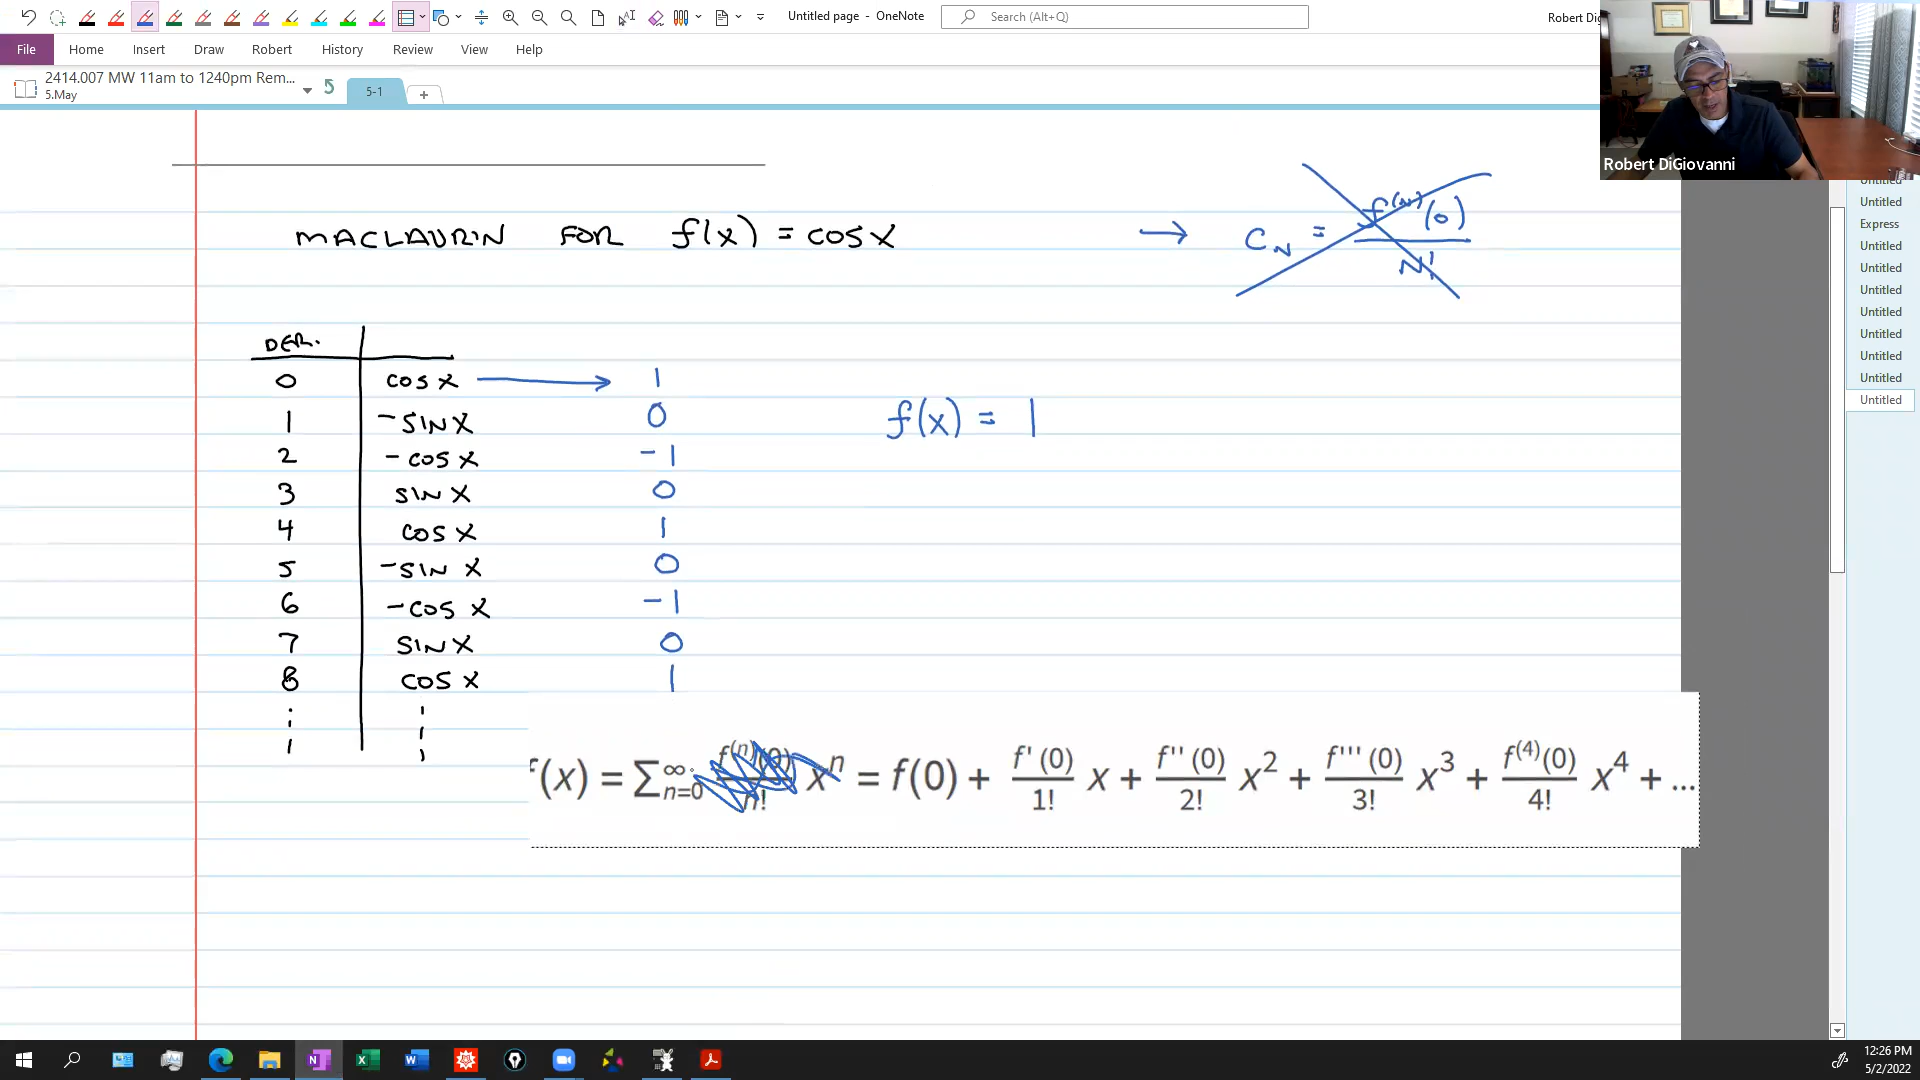 Untitled page - OneNote
Search (Alt+Q)
Robert Di
File Home Insert Draw Robert History Review View Help
2414.007 MW 11am to 1240pm Rem...
5.May
5-1
Robert DiGiovanni
Untitled
Untitled
Express
Untitled
Untitled
Untitled
Untitled
Untitled
Untitled
Untitled
Untitled
MACLAURIN FOR f(x) = COS X → C_N = f^(N)(0) / N!
DER.
0 COS X → 1
1 -SIN X 0
f(x) = 1
2 -COS X -1
3 SIN X 0
4 COS X 1
5 -SIN X 0
6 -COS X -1
7 SIN X 0
8 COS X 1
f(x) = ∑_{n=0}^{∞} f^(n)(0)/n! x^n = f(0) + f'(0)/1! x + f''(0)/2! x^2 + f'''(0)/3! x^3 + f^(4)(0)/4! x^4 + ...
12:26 PM
5/2/2022